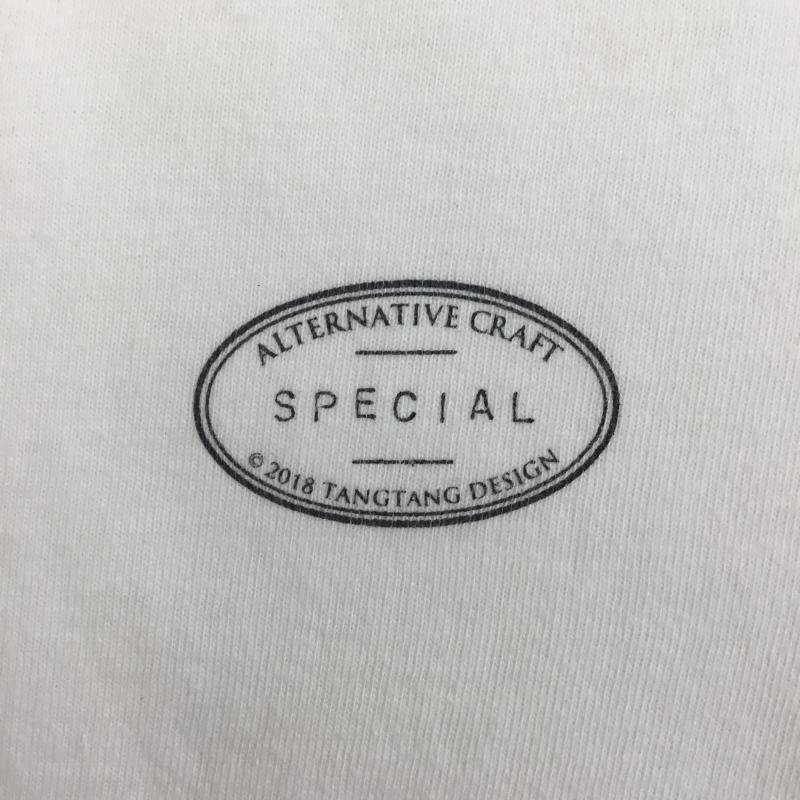 ALTERNATIVE CRAFT
SPECIAL
© 2018 TANGTANG DESIGN